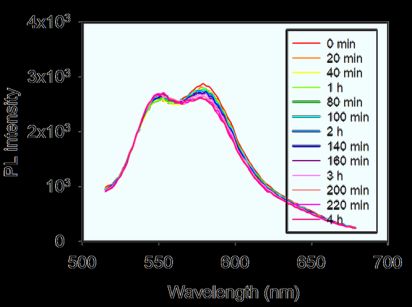 4x10³
3x10³
2x10³
1x10³
0
PL intensity
500 550 600 650 700
Wavelength (nm)
0 min
20 min
40 min
1 h
80 min
100 min
2 h
140 min
160 min
3 h
200 min
220 min
4 h